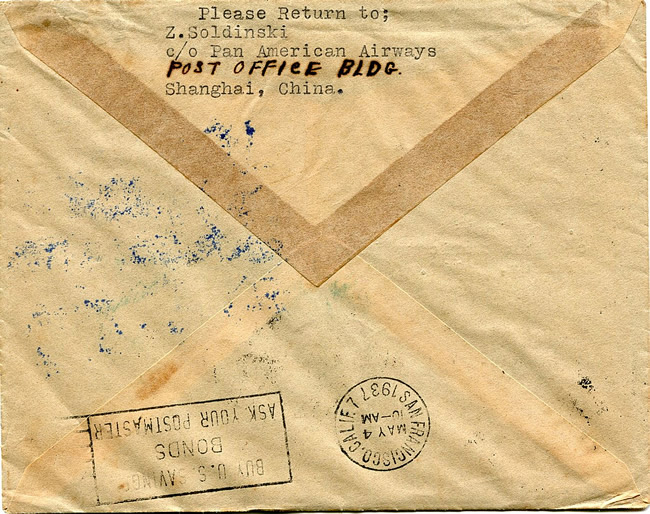 Please Return to;
Z.Soldinski
c/o Pan American Airways
POST OFFICE BLDG.
Shanghai, China.
BUY U.S. SAVINGS
BONDS
ASK YOUR POSTMASTER
SAN FRANCISCO, CALIF.
MAY 4
10-AM
1937